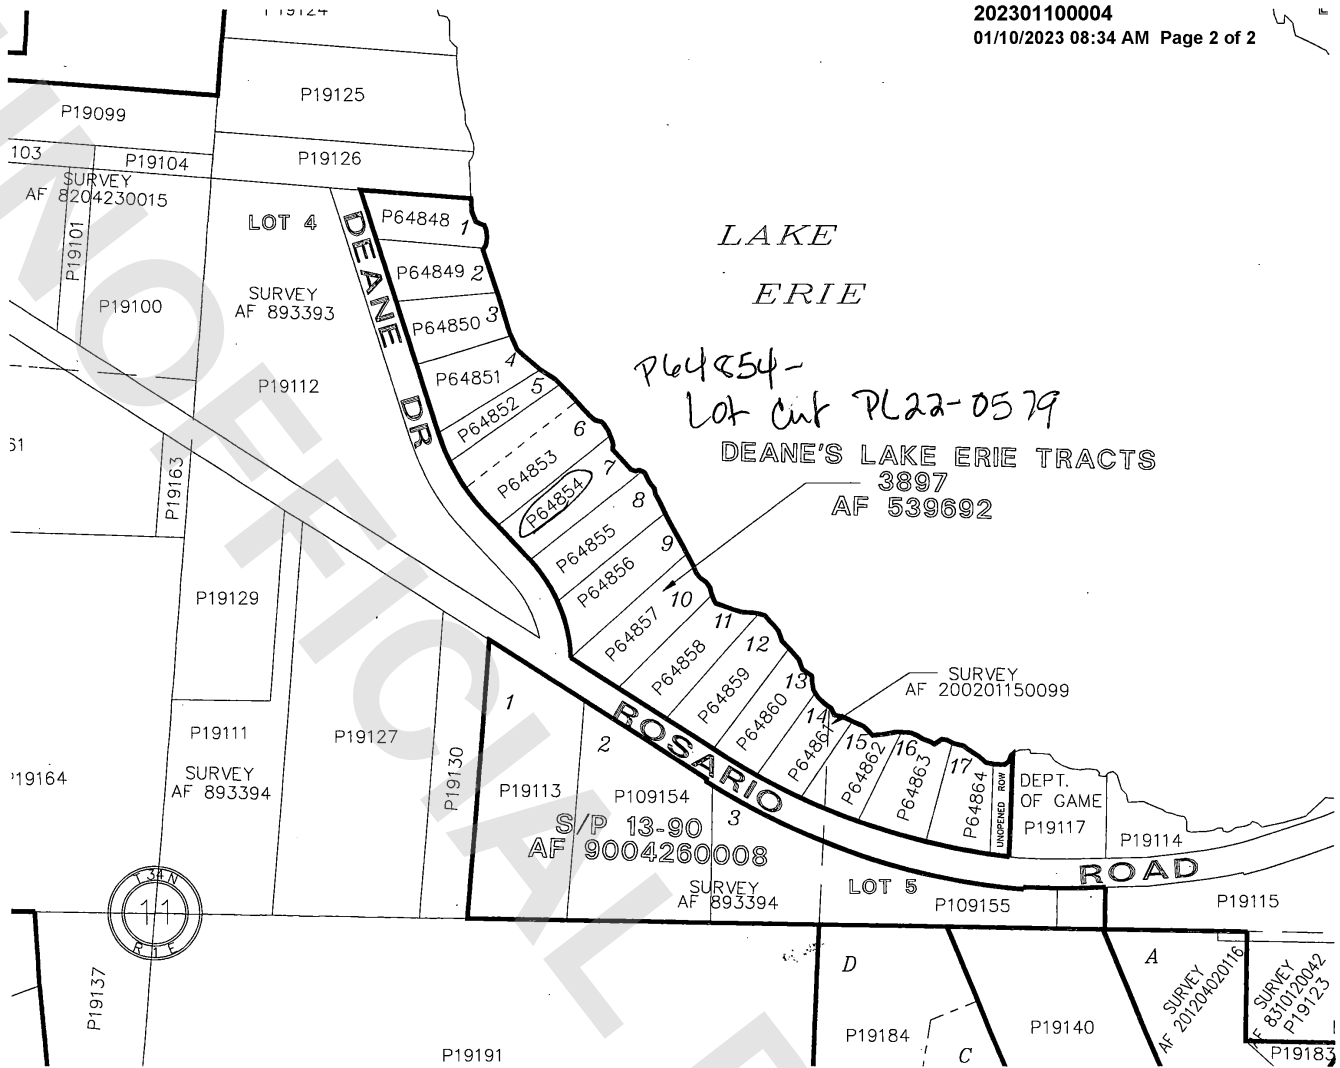 202301100004
01/10/2023 08:34 AM Page 2 of 2
P19124
P19125
P19099
103
P19104
P19126
SURVEY
AF 8204230015
P19101
P19100
LOT 4
SURVEY
AF 893393
P19112
DEANE DR
P64848 1
P64849 2
P64850 3
P64851 4
P64852 5
P64853 6
P64854 7
P64855 8
P64856 9
P64857 10
P64858 11
P64859 12
P64860 13
P64861 14
P64862 15
P64863 16
P64864 17
UNOPENED ROW
LAKE
ERIE
P64854-
Lot cut PL22-0579
DEANE'S LAKE ERIE TRACTS
3897
AF 539692
SURVEY
AF 200201150099
61
P19163
P19129
P19111
SURVEY
AF 893394
P19127
P19130
P19164
1
P19113
2
P109154
3
S/P 13-90
AF 9004260008
SURVEY
AF 893394
ROSARIO
ROAD
LOT 5
P109155
DEPT.
OF GAME
P19117
P19114
P19115
T34N
11
R1E
P19137
P19191
D
P19184
C
P19140
A
SURVEY
AF 201204020116
SURVEY
AF 8310120042
P19123
P19183
UNOFFICIAL